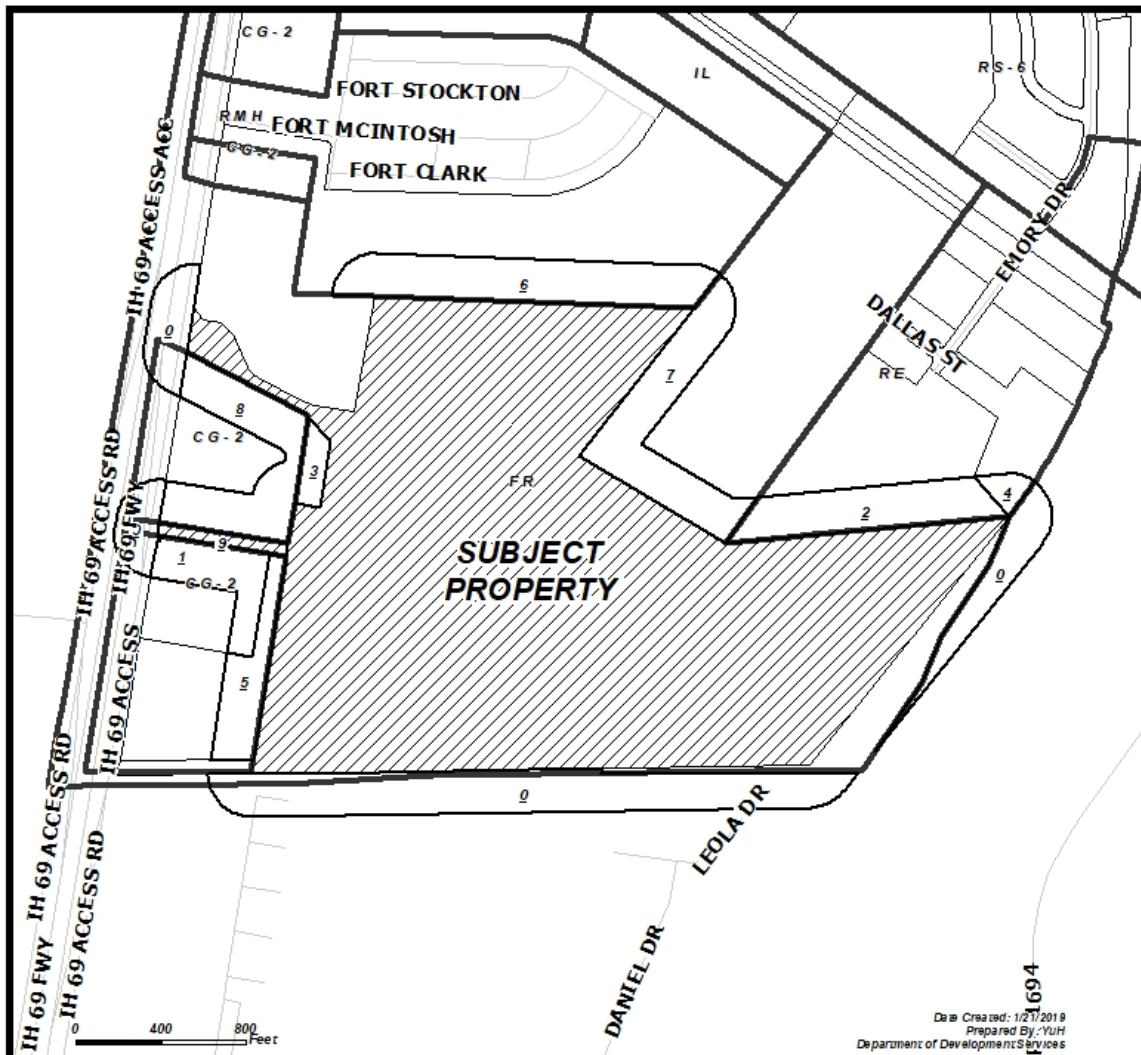 CG-2
IL
RS-6
FORT STOCKTON
RMH
FORT MCINTOSH
CG-2
FORT CLARK
IH 69 ACCESS ACC
EMORY DR
6
0
DALLAS ST
7
RE
8
CG-2
3
FR
4
2
IH 69 ACCESS RD
IH 69 FWY
9
1
CG-2
SUBJECT
PROPERTY
0
IH 69 ACCESS
5
0
LEOLA DR
IH 69 ACCESS RD
IH 69 ACCESS RD
IH 69 FWY
DANIEL DR
1694
0 400 800
Feet
Date Created: 1/21/2019
Prepared By: YuH
Department of Development Services